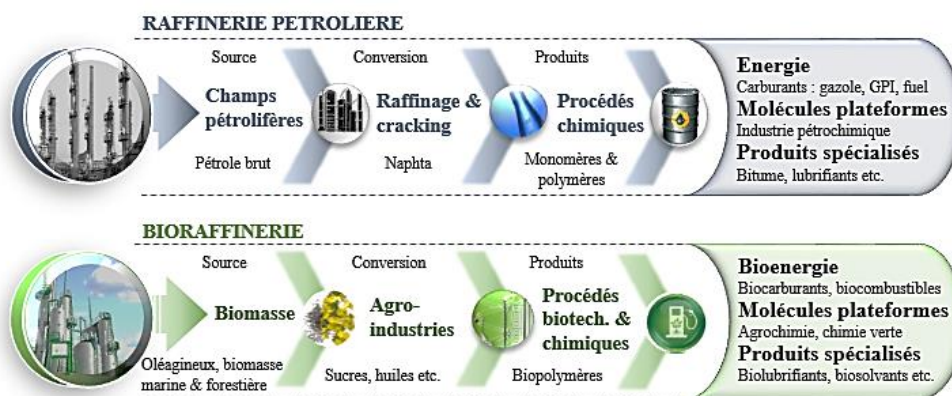 RAFFINERIE PETROLIERE
Source
Conversion
Produits
Champs
pétrolifères
Raffinage &
cracking
Procédés
chimiques
Pétrole brut
Naphta
Monomères &
polymères
Energie
Carburants : gazole, GPI, fuel
Molécules plateformes
Industrie pétrochimique
Produits spécialisés
Bitume, lubrifiants etc.
BIORAFFINERIE
Source
Conversion
Produits
Biomasse
Agro-
industries
Procédés
biotech. &
chimiques
Oléagineux, biomasse
marine & forestière
Sucres, huiles etc.
Biopolymères
Bioenergie
Biocarburants, biocombustibles
Molécules plateformes
Agrochimie, chimie verte
Produits spécialisés
Biolubrifiants, biosolvants etc.